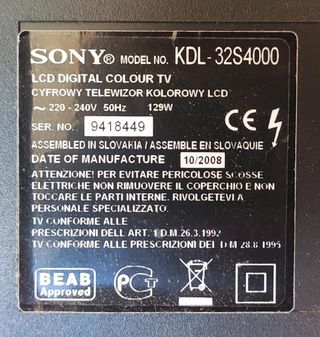 SONY® MODEL NO. KDL-32S4000
LCD DIGITAL COLOUR TV
CYFROWY TELEWIZOR KOLOROWY LCD
~ 220 - 240V 50Hz 129W
SER. NO. 9418449
CE
ASSEMBLED IN SLOVAKIA / ASSEMBLE EN SLOVAQUIE
DATE OF MANUFACTURE 10/2008
ATTENZIONE! PER EVITARE PERICOLOSE SCOSSE
ELETTRICHE NON RIMUOVERE IL COPERCHIO E NON
TOCCARE LE PARTI INTERNE. RIVOLGETEVI A
PERSONALE SPECIALIZZATO.
TV CONFORME ALLE
PRESCRIZIONI DELL ART. 1 D.M.26.3.1992
TV CONFORME ALLE PRESCRIZIONI DEI D M 28.8 1995
BEAB
Approved
PCT